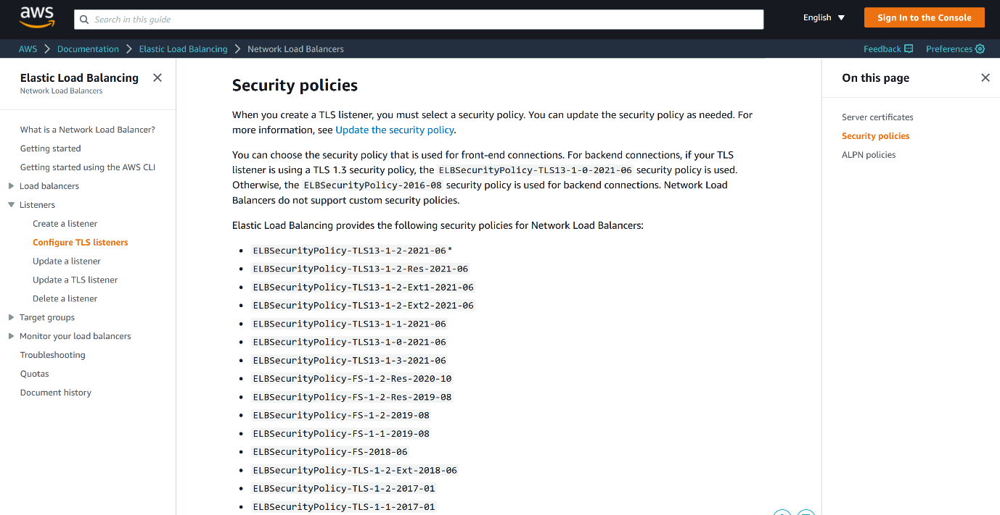 aws
Search in this guide
English
Sign In to the Console
AWS
Documentation
Elastic Load Balancing
Network Load Balancers
Feedback
Preferences
Elastic Load Balancing
Network Load Balancers
What is a Network Load Balancer?
Getting started
Getting started using the AWS CLI
Load balancers
Listeners
Create a listener
Configure TLS listeners
Update a listener
Update a TLS listener
Delete a listener
Target groups
Monitor your load balancers
Troubleshooting
Quotas
Document history
Security policies
When you create a TLS listener, you must select a security policy. You can update the security policy as needed. For
more information, see Update the security policy.
You can choose the security policy that is used for front-end connections. For backend connections, if your TLS
listener is using a TLS 1.3 security policy, the ELBSecurityPolicy-TLS13-1-0-2021-06 security policy is used.
Otherwise, the ELBSecurityPolicy-2016-08 security policy is used for backend connections. Network Load
Balancers do not support custom security policies.
Elastic Load Balancing provides the following security policies for Network Load Balancers:
• ELBSecurityPolicy-TLS13-1-2-2021-06*
• ELBSecurityPolicy-TLS13-1-2-Res-2021-06
• ELBSecurityPolicy-TLS13-1-2-Ext1-2021-06
• ELBSecurityPolicy-TLS13-1-2-Ext2-2021-06
• ELBSecurityPolicy-TLS13-1-1-2021-06
• ELBSecurityPolicy-TLS13-1-0-2021-06
• ELBSecurityPolicy-TLS13-1-3-2021-06
• ELBSecurityPolicy-FS-1-2-Res-2020-10
• ELBSecurityPolicy-FS-1-2-Res-2019-08
• ELBSecurityPolicy-FS-1-2-2019-08
• ELBSecurityPolicy-FS-1-1-2019-08
• ELBSecurityPolicy-FS-2018-06
• ELBSecurityPolicy-TLS-1-2-Ext-2018-06
• ELBSecurityPolicy-TLS-1-2-2017-01
• ELBSecurityPolicy-TLS-1-1-2017-01
On this page
Server certificates
Security policies
ALPN policies